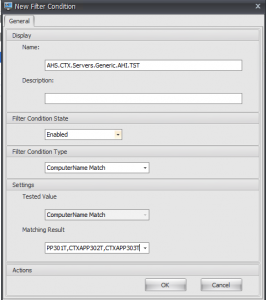 New Filter Condition
General
Display
Name:
AHS.CTX.Servers.Generic.AHI.TST
Description:
Filter Condition State
Enabled
Filter Condition Type
ComputerName Match
Settings
Tested Value
ComputerName Match
Matching Result
PP301T,CTXAPP302T,CTXAPP303T
Actions
OK
Cancel